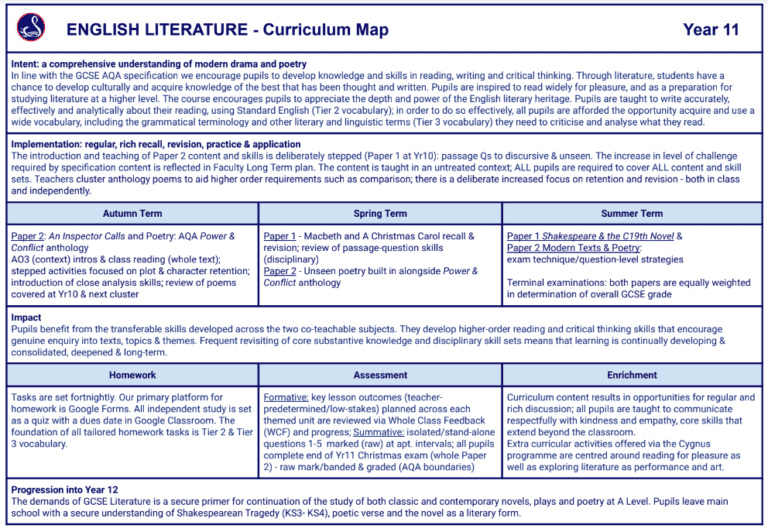 ENGLISH LITERATURE - Curriculum Map
Year 11
Intent: a comprehensive understanding of modern drama and poetry
In line with the GCSE AQA specification we encourage pupils to develop knowledge and skills in reading, writing and critical thinking. Through literature, students have a
chance to develop culturally and acquire knowledge of the best that has been thought and written. Pupils are inspired to read widely for pleasure, and as a preparation for
studying literature at a higher level. The course encourages pupils to appreciate the depth and power of the English literary heritage. Pupils are taught to write accurately,
effectively and analytically about their reading, using Standard English (Tier 2 vocabulary); in order to do so effectively, all pupils are afforded the opportunity acquire and use a
wide vocabulary, including the grammatical terminology and other literary and linguistic terms (Tier 3 vocabulary) they need to criticise and analyse what they read.
Implementation: regular, rich recall, revision, practice & application
The introduction and teaching of Paper 2 content and skills is deliberately stepped (Paper 1 at Yr10): passage Qs to discursive & unseen. The increase in level of challenge
required by specification content is reflected in Faculty Long Term plan. The content is taught in an untreated context; ALL pupils are required to cover ALL content and skill
sets. Teachers cluster anthology poems to aid higher order requirements such as comparison; there is a deliberate increased focus on retention and revision - both in class
and independently.
Autumn Term
Spring Term
Summer Term
Paper 2: An Inspector Calls and Poetry: AQA Power &
Conflict anthology
AO3 (context) intros & class reading (whole text);
stepped activities focused on plot & character retention;
introduction of close analysis skills; review of poems
covered at Yr10 & next cluster
Paper 1 - Macbeth and A Christmas Carol recall &
revision; review of passage-question skills
(disciplinary)
Paper 2 - Unseen poetry built in alongside Power &
Conflict anthology
Paper 1 Shakespeare & the C19th Novel &
Paper 2 Modern Texts & Poetry:
exam technique/question-level strategies
Terminal examinations: both papers are equally weighted
in determination of overall GCSE grade
Impact
Pupils benefit from the transferable skills developed across the two co-teachable subjects. They develop higher-order reading and critical thinking skills that encourage
genuine enquiry into texts, topics & themes. Frequent revisiting of core substantive knowledge and disciplinary skill sets means that learning is continually developing &
consolidated, deepened & long-term.
Homework
Assessment
Enrichment
Tasks are set fortnightly. Our primary platform for
homework is Google Forms. All independent study is set
as a quiz with a dues date in Google Classroom. The
foundation of all tailored homework tasks is Tier 2 & Tier
3 vocabulary.
Formative: key lesson outcomes (teacher-
predetermined/low-stakes) planned across each
themed unit are reviewed via Whole Class Feedback
(WCF) and progress; Summative: isolated/stand-alone
questions 1-5 marked (raw) at apt. intervals; all pupils
complete end of Yr11 Christmas exam (whole Paper
2) - raw mark/banded & graded (AQA boundaries)
Curriculum content results in opportunities for regular and
rich discussion; all pupils are taught to communicate
respectfully with kindness and empathy, core skills that
extend beyond the classroom.
Extra curricular activities offered via the Cygnus
programme are centred around reading for pleasure as
well as exploring literature as performance and art.
Progression into Year 12
The demands of GCSE Literature is a secure primer for continuation of the study of both classic and contemporary novels, plays and poetry at A Level. Pupils leave main
school with a secure understanding of Shakespearean Tragedy (KS3- KS4), poetic verse and the novel as a literary form.